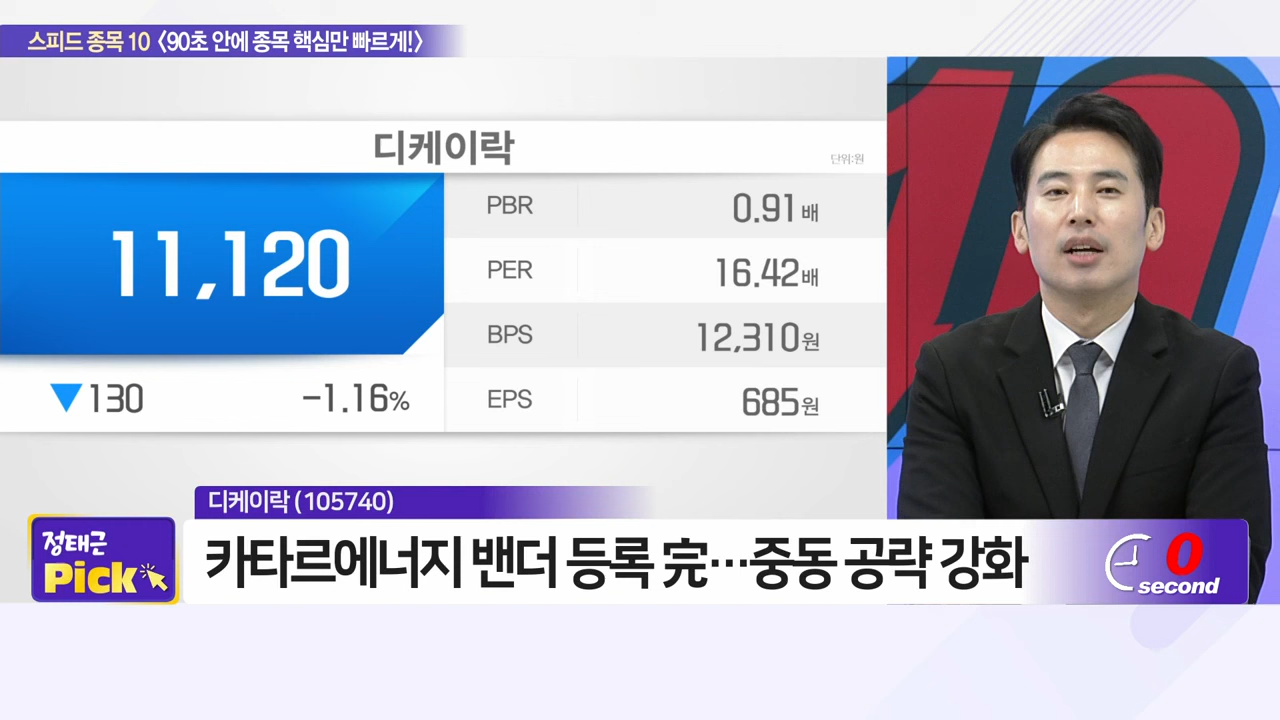 스피드 종목 10 <90초 안에 종목 핵심만 빠르게!>
디케이락
단위:원
11,120
▼130 -1.16%
PBR 0.91배
PER 16.42배
BPS 12,310원
EPS 685원
디케이락 (105740)
정태근
Pick
카타르에너지 밴더 등록 完…중동 공략 강화
0
second
10